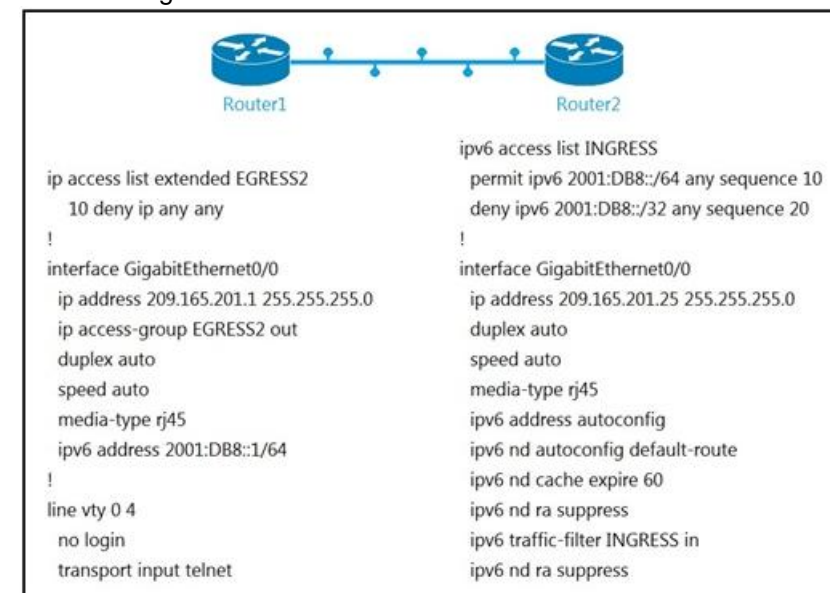 Router1
Router2
ip access list extended EGRESS2
10 deny ip any any
!
interface GigabitEthernet0/0
ip address 209.165.201.1 255.255.255.0
ip access-group EGRESS2 out
duplex auto
speed auto
media-type rj45
ipv6 address 2001:DB8::1/64
!
line vty 0 4
no login
transport input telnet
ipv6 access list INGRESS
permit ipv6 2001:DB8::/64 any sequence 10
deny ipv6 2001:DB8::/32 any sequence 20
!
interface GigabitEthernet0/0
ip address 209.165.201.25 255.255.255.0
duplex auto
speed auto
media-type rj45
ipv6 address autoconfig
ipv6 nd autoconfig default-route
ipv6 nd cache expire 60
ipv6 nd ra suppress
ipv6 traffic-filter INGRESS in
ipv6 nd ra suppress